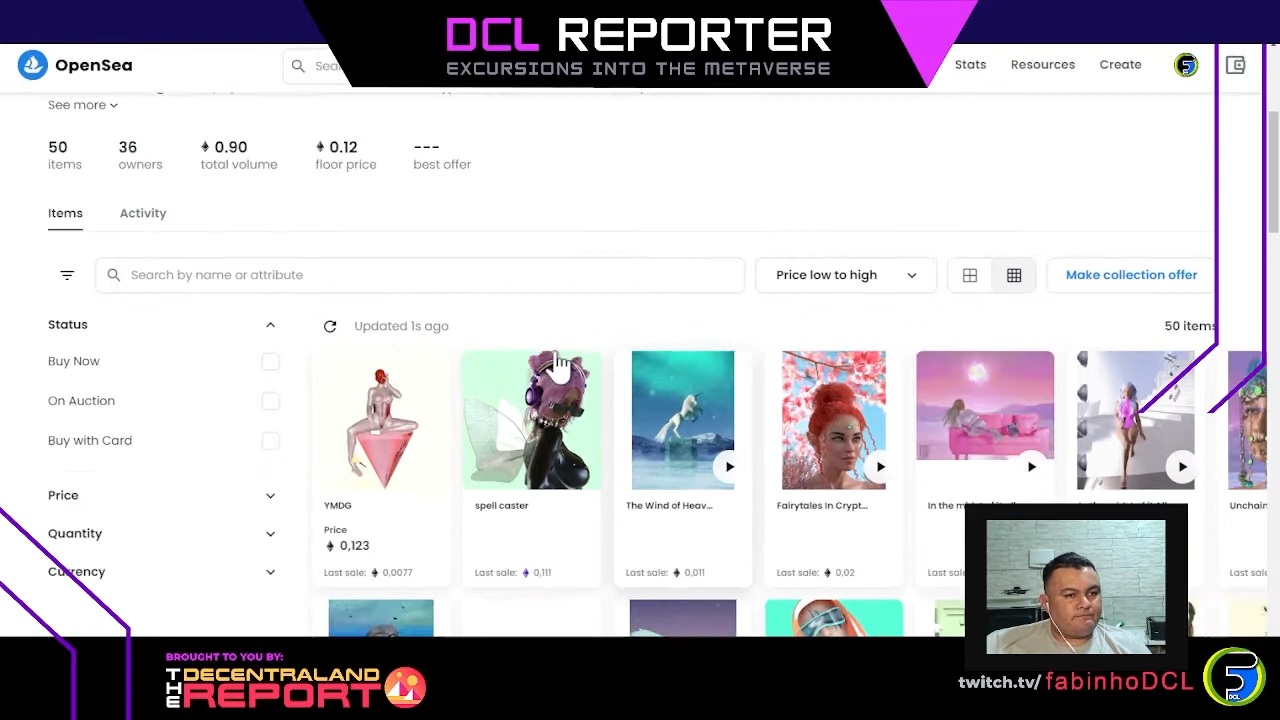 DCL REPORTER
EXCURSIONS INTO THE METAVERSE
OpenSea
Stats
Resources
Create
See more
50
items
36
owners
0.90
total volume
0.12
floor price
---
best offer
Items
Activity
Search by name or attribute
Price low to high
Make collection offer
Status
Updated 1s ago
50 items
Buy Now
On Auction
Buy with Card
Price
Quantity
Currency
YMDG
Price
0,123
Last sale: 0,0077
spell caster
Last sale: 0,111
The Wind of Heav...
Last sale: 0,011
Fairytales In Crypt...
Last sale: 0,02
In the
Last sale
BROUGHT TO YOU BY:
THE DECENTRALAND REPORT
twitch.tv/fabinhoDCL
DCL